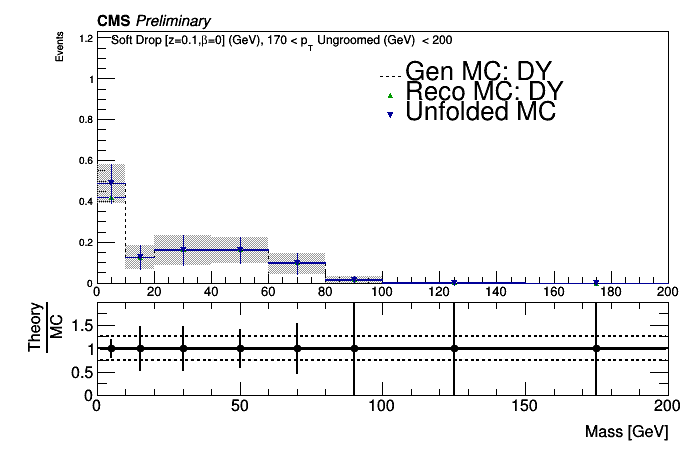 CMS Preliminary
Events
Soft Drop [z=0.1,β=0] (GeV), 170 < pT Ungroomed (GeV) < 200
1.2
1
0.8
0.6
0.4
0.2
0
Gen MC: DY
Reco MC: DY
Unfolded MC
0 20 40 60 80 100 120 140 160 180 200
Theory
MC
1.5
1
0.5
0
0 50 100 150 200
Mass [GeV]